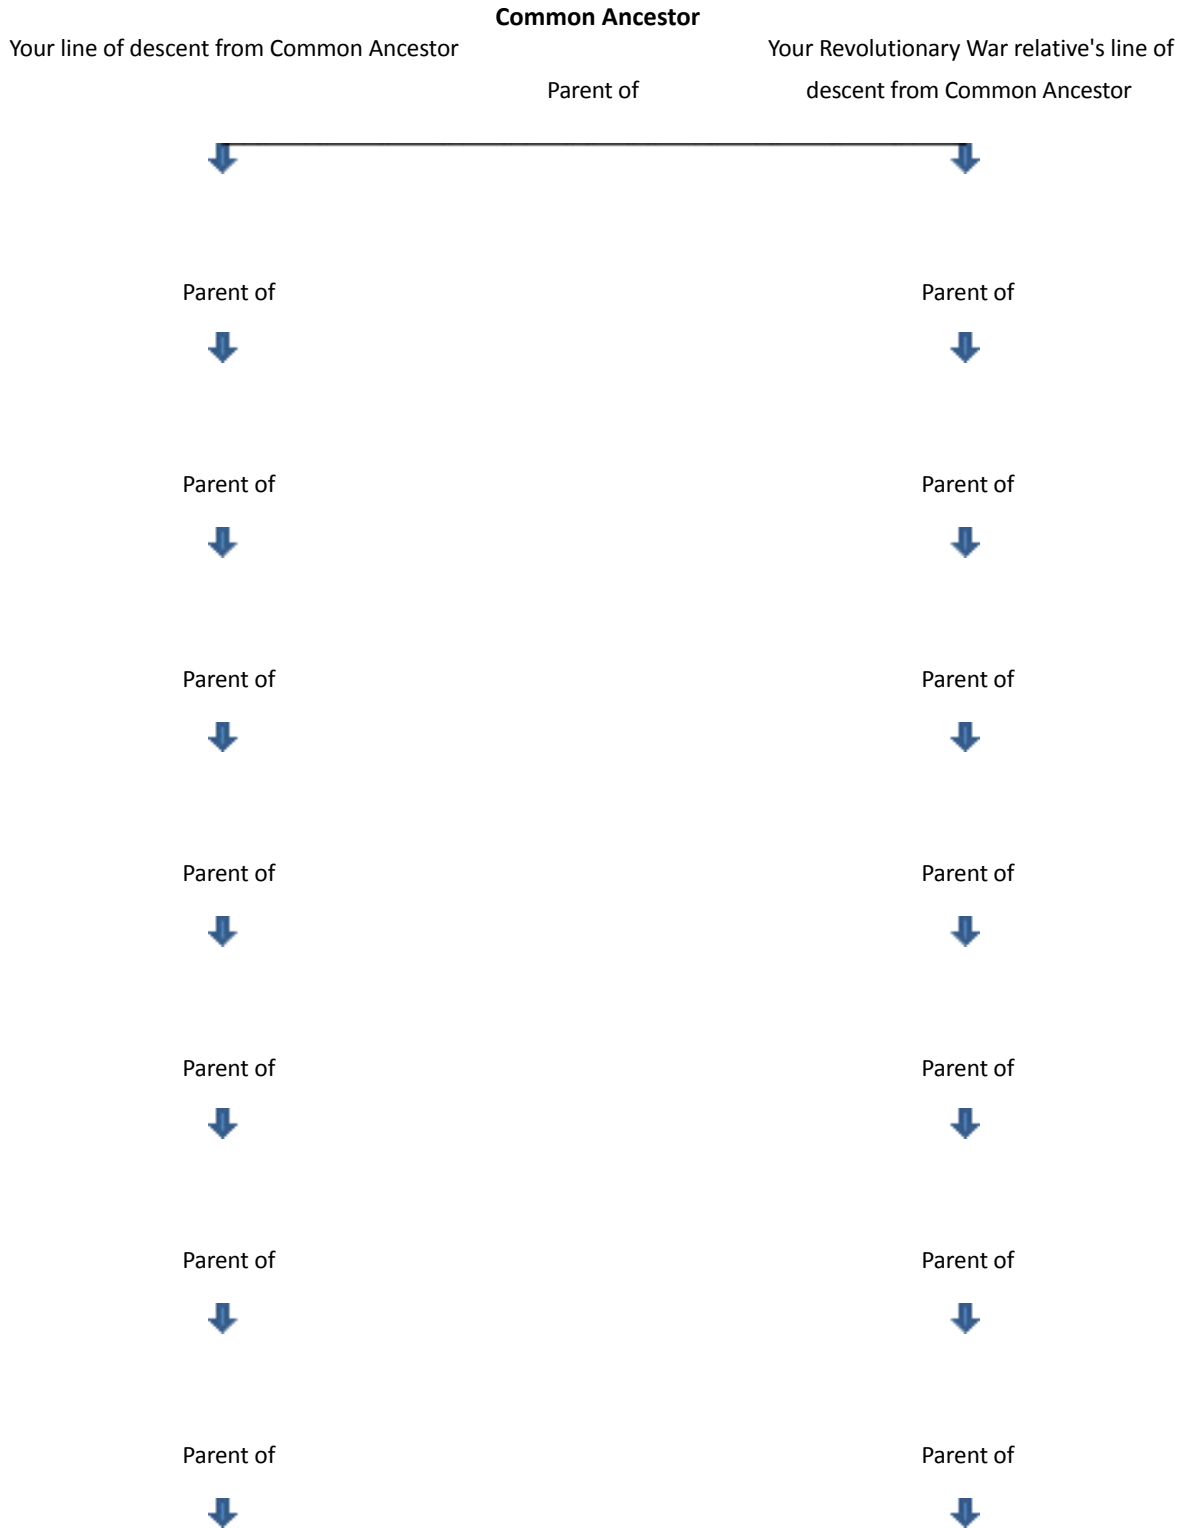 Common Ancestor
Your line of descent from Common Ancestor
Your Revolutionary War relative's line of
Parent of
descent from Common Ancestor
Parent of
Parent of
Parent of
Parent of
Parent of
Parent of
Parent of
Parent of
Parent of
Parent of
Parent of
Parent of
Parent of
Parent of